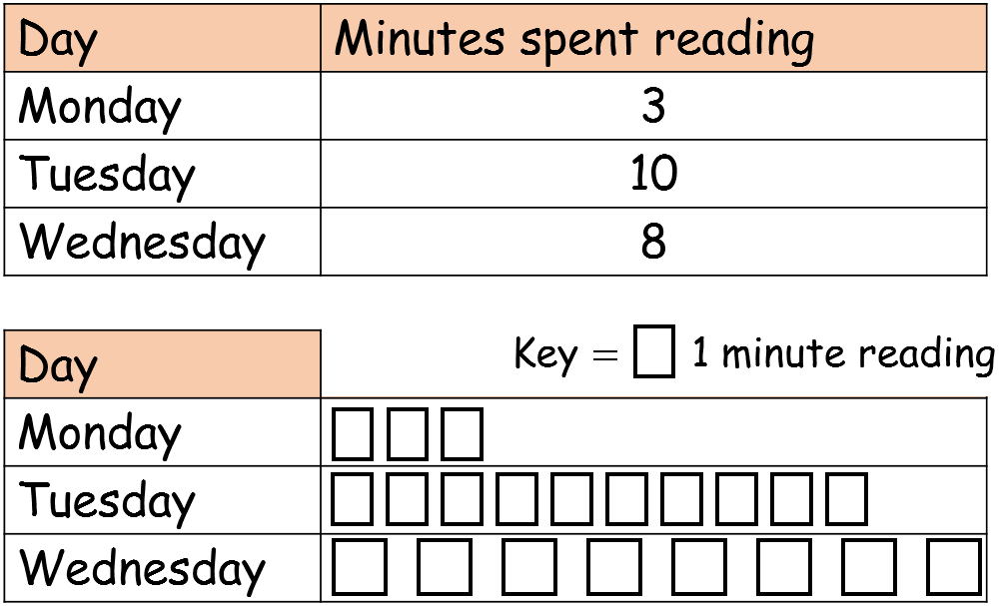 Day Minutes spent reading
Monday 3
Tuesday 10
Wednesday 8
Key = 1 minute reading
Day
Monday
Tuesday
Wednesday